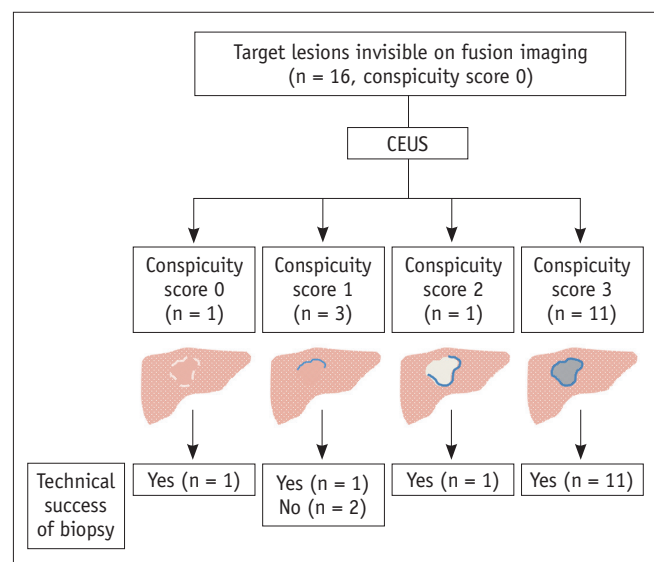 Target lesions invisible on fusion imaging
(n = 16, conspicuity score 0)
CEUS
Conspicuity
score 0
(n = 1)
Conspicuity
score 1
(n = 3)
Conspicuity
score 2
(n = 1)
Conspicuity
score 3
(n = 11)
Technical
success
of biopsy
Yes (n = 1)
Yes (n = 1)
No (n = 2)
Yes (n = 1)
Yes (n = 11)